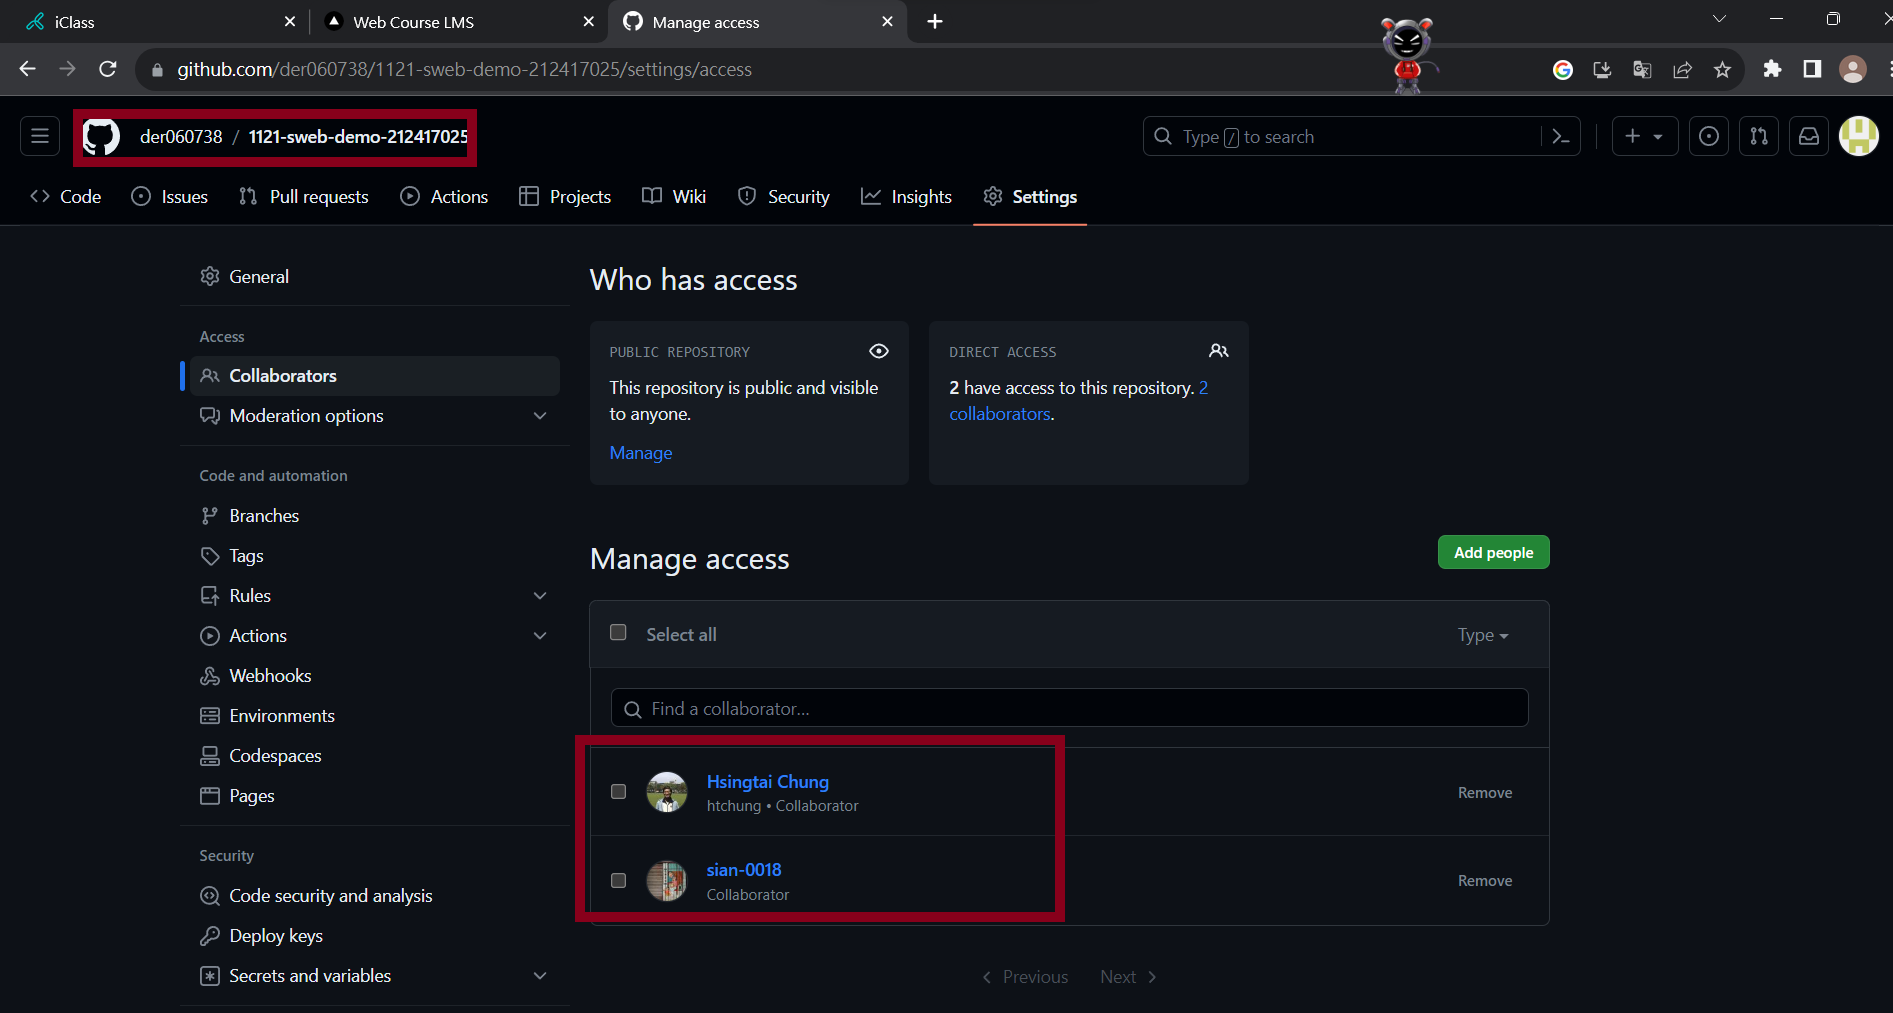 iClass
Web Course LMS
Manage access
github.com/der060738/1121-sweb-demo-212417025/settings/access
der060738 / 1121-sweb-demo-212417025
Type / to search
Code
Issues
Pull requests
Actions
Projects
Wiki
Security
Insights
Settings
General
Access
Collaborators
Moderation options
Code and automation
Branches
Tags
Rules
Actions
Webhooks
Environments
Codespaces
Pages
Security
Code security and analysis
Deploy keys
Secrets and variables
Who has access
PUBLIC REPOSITORY
This repository is public and visible
to anyone.
Manage
DIRECT ACCESS
2 have access to this repository. 2
collaborators.
Manage access
Add people
Select all
Type
Find a collaborator...
Hsingtai Chung
htchung • Collaborator
Remove
sian-0018
Collaborator
Remove
Previous
Next